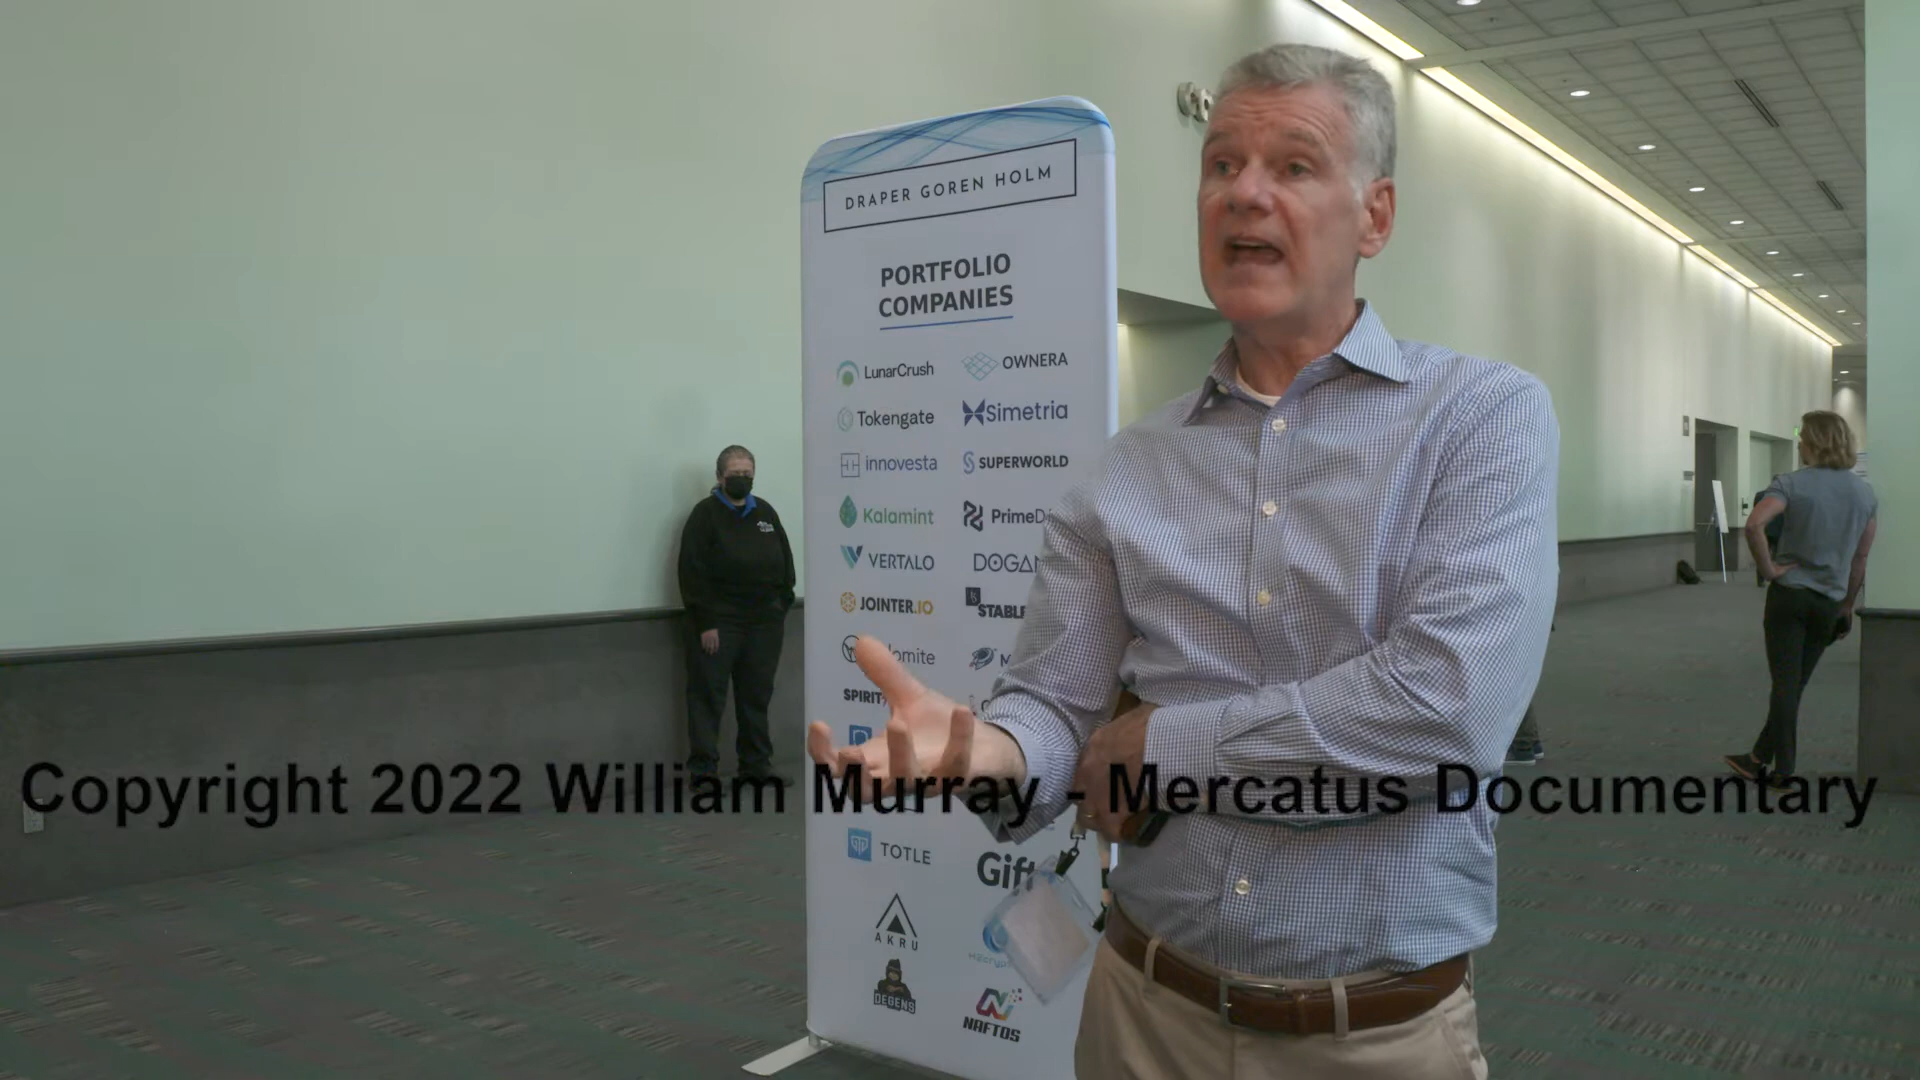 DRAPER GOREN HOLM
PORTFOLIO
COMPANIES
LunarCrush
OWNERA
Tokengate
Simetria
innovesta
SUPERWORLD
Kalamint
VERTALO
JOINTER.IO
Copyright 2022 William Murray - Mercatus Documentary
TOTLE
AKRU
DEGENS
NAFTOS